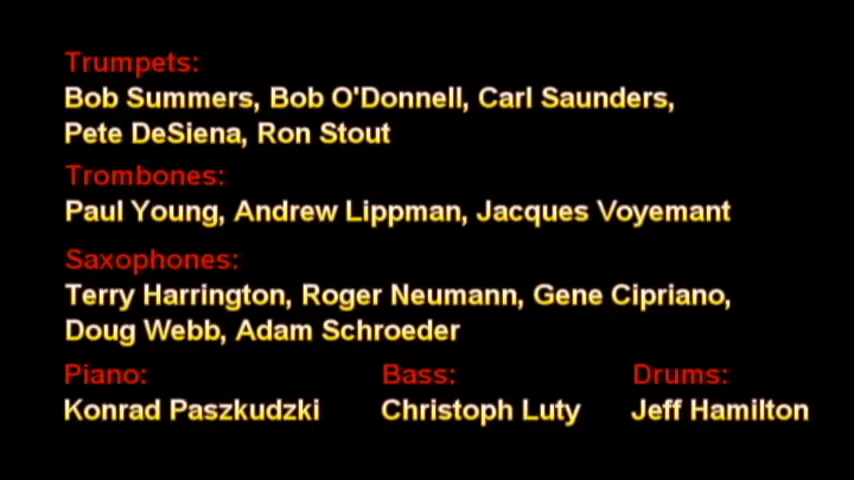 Trumpets:
Bob Summers, Bob O'Donnell, Carl Saunders,
Pete DeSiena, Ron Stout
Trombones:
Paul Young, Andrew Lippman, Jacques Voyemant
Saxophones:
Terry Harrington, Roger Neumann, Gene Cipriano,
Doug Webb, Adam Schroeder
Piano: Bass: Drums:
Konrad Paszkudzki Christoph Luty Jeff Hamilton